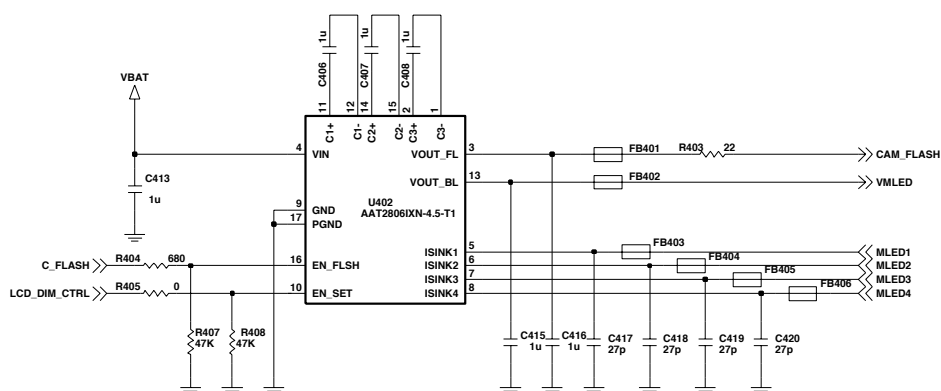 1u 1u 1u
C406 C407 C408
VBAT
11 12 14 15 2 1
C1+ C1- C2+ C2- C3+ C3-
4 VIN VOUT_FL 3 FB401 R403 22 CAM_FLASH
C413
1u
VOUT_BL 13 FB402 VMLED
U402
AAT2806IXN-4.5-T1
9 GND
17 PGND
ISINK1 5 FB403 MLED1
C_FLASH R404 680 16 EN_FLSH ISINK2 6 FB404 MLED2
ISINK3 7 FB405 MLED3
LCD_DIM_CTRL R405 0 10 EN_SET ISINK4 8 FB406 MLED4
R407 R408 C415 C416 C417 C418 C419 C420
47K 47K 1u 1u 27p 27p 27p 27p